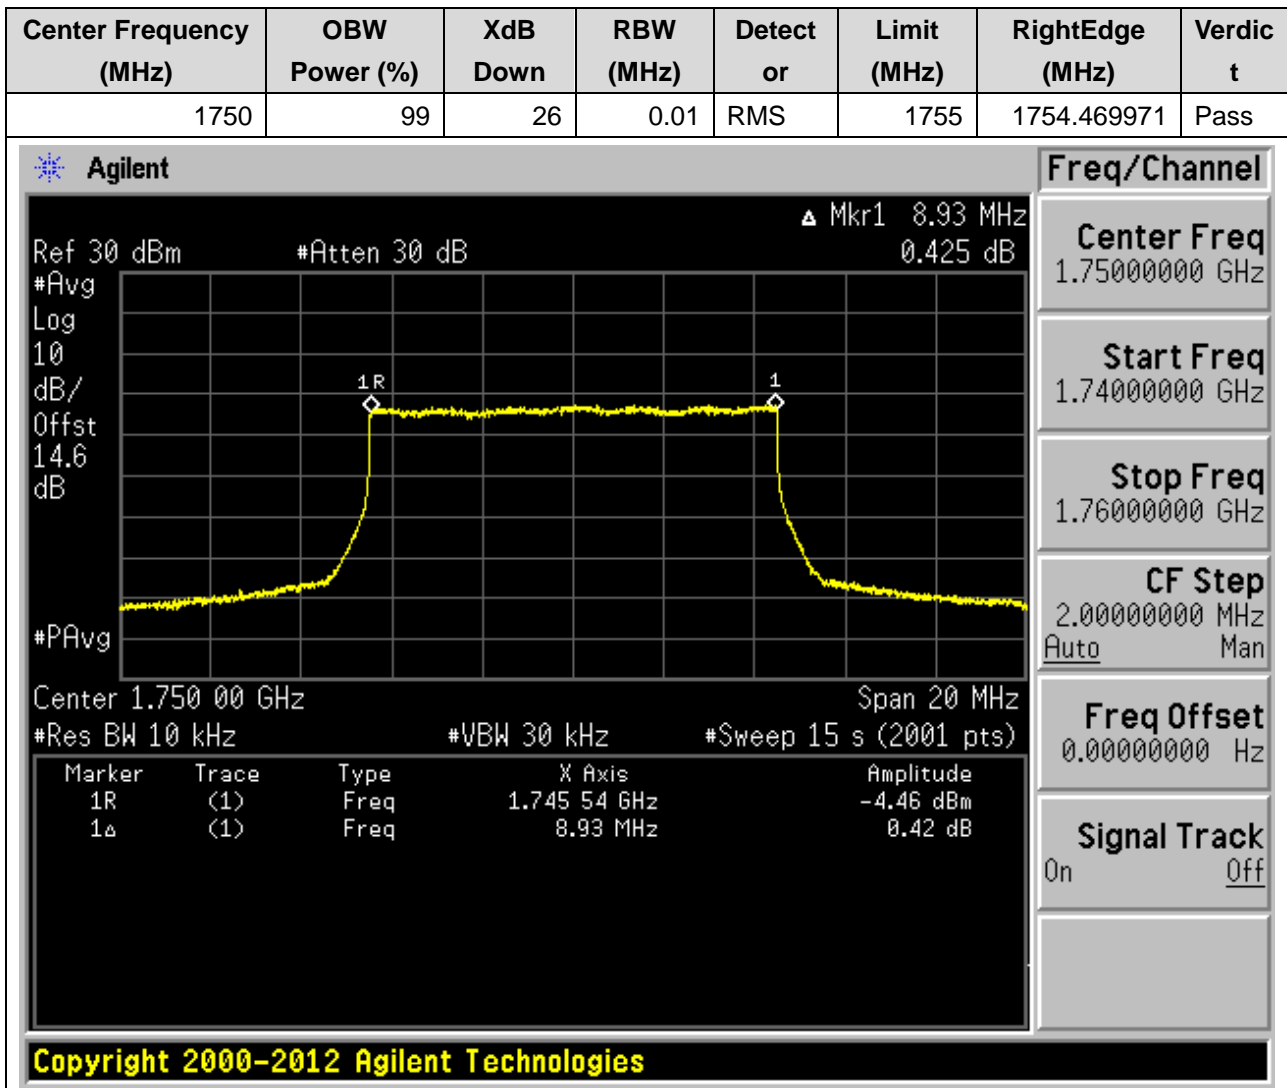 Center Frequency (MHz) OBW Power (%) XdB Down RBW (MHz) Detect or Limit (MHz) RightEdge (MHz) Verdic t
1750 99 26 0.01 RMS 1755 1754.469971 Pass
Agilent
Freq/Channel
Δ Mkr1 8.93 MHz
Ref 30 dBm #Atten 30 dB 0.425 dB
#Avg
Log
10
dB/
Offst
14.6
dB
1R 1
#PAvg
Center 1.750 00 GHz Span 20 MHz
#Res BW 10 kHz #VBW 30 kHz #Sweep 15 s (2001 pts)
Marker Trace Type X Axis Amplitude
1R (1) Freq 1.745 54 GHz -4.46 dBm
1Δ (1) Freq 8.93 MHz 0.42 dB
Center Freq
1.75000000 GHz
Start Freq
1.74000000 GHz
Stop Freq
1.76000000 GHz
CF Step
2.00000000 MHz
Auto Man
Freq Offset
0.00000000 Hz
Signal Track
On Off
Copyright 2000-2012 Agilent Technologies